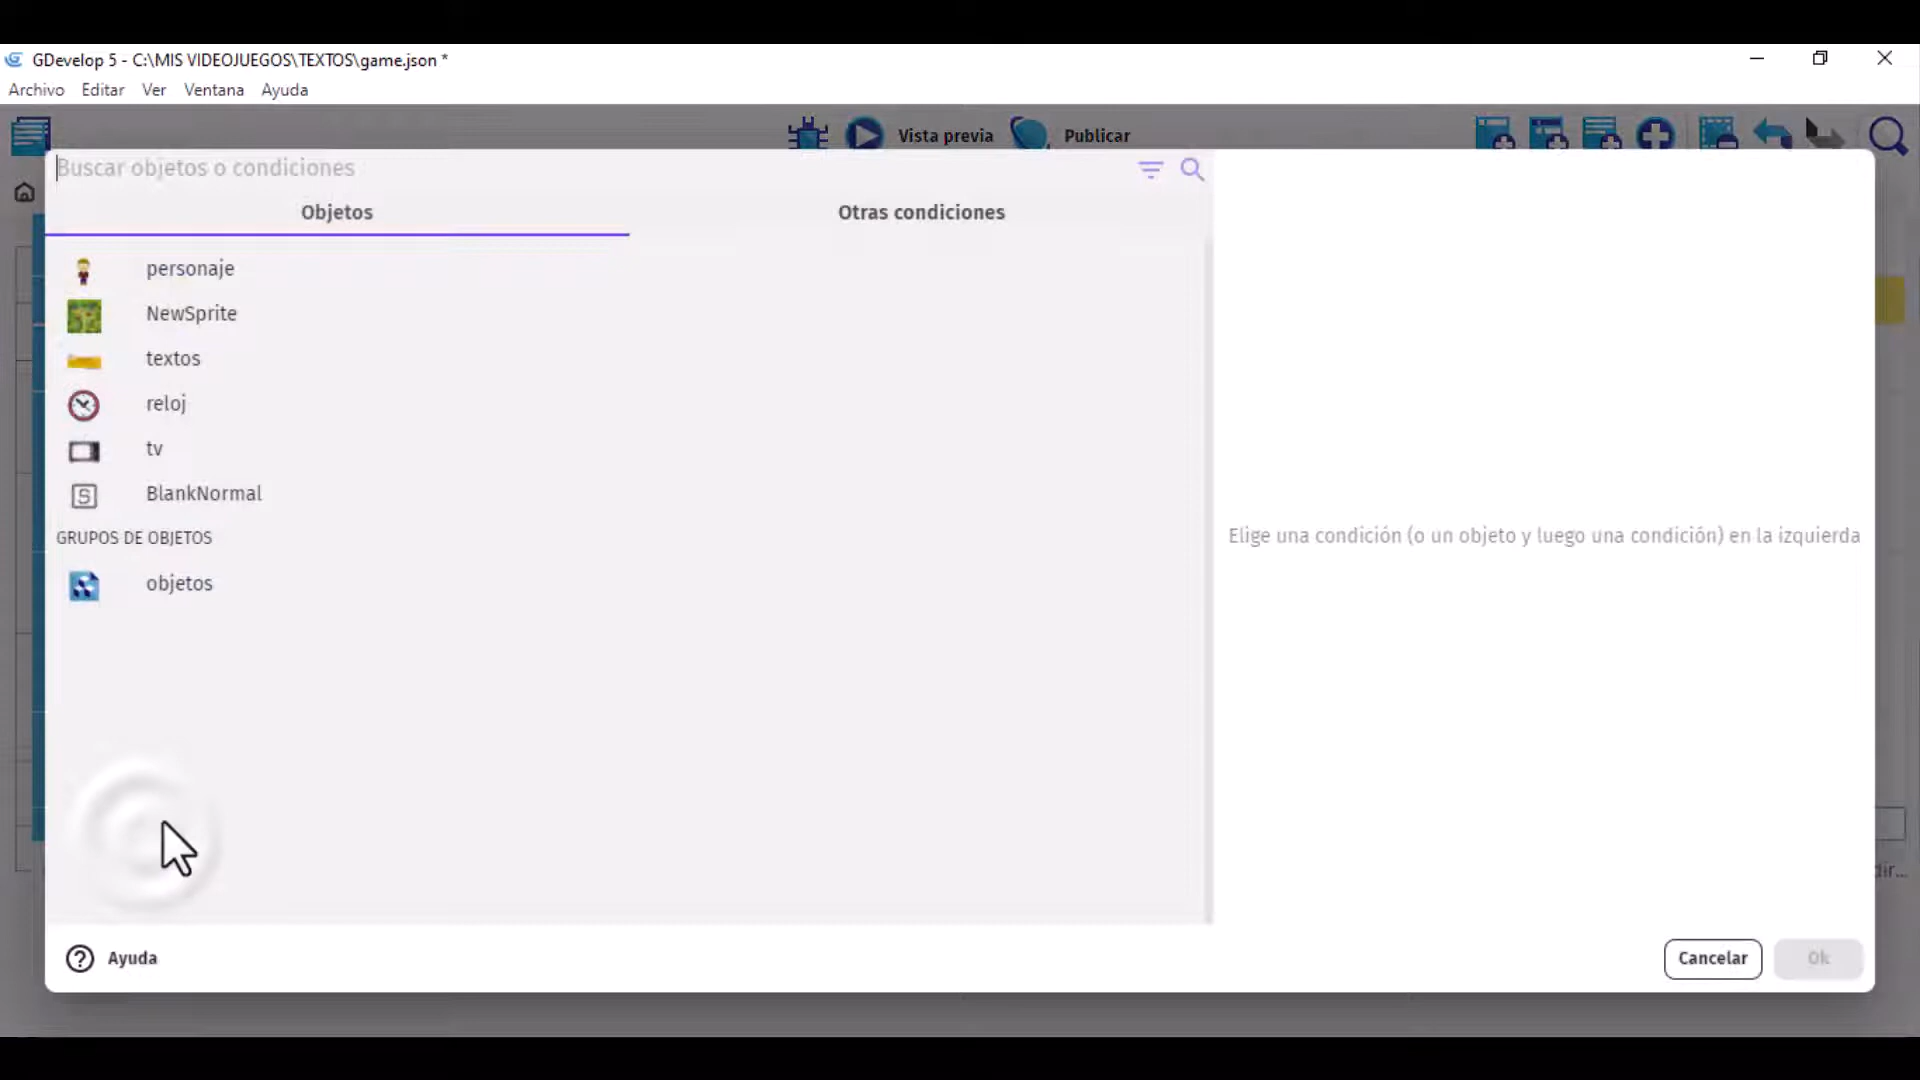 GDevelop 5 - C:\MIS VIDEOJUEGOS\TEXTOS\game.json *
Archivo Editar Ver Ventana Ayuda
Vista previa Publicar
Buscar objetos o condiciones
Objetos Otras condiciones
personaje
NewSprite
textos
reloj
tv
BlankNormal
GRUPOS DE OBJETOS
objetos
Elige una condición (o un objeto y luego una condición) en la izquierda
Ayuda
Cancelar Ok